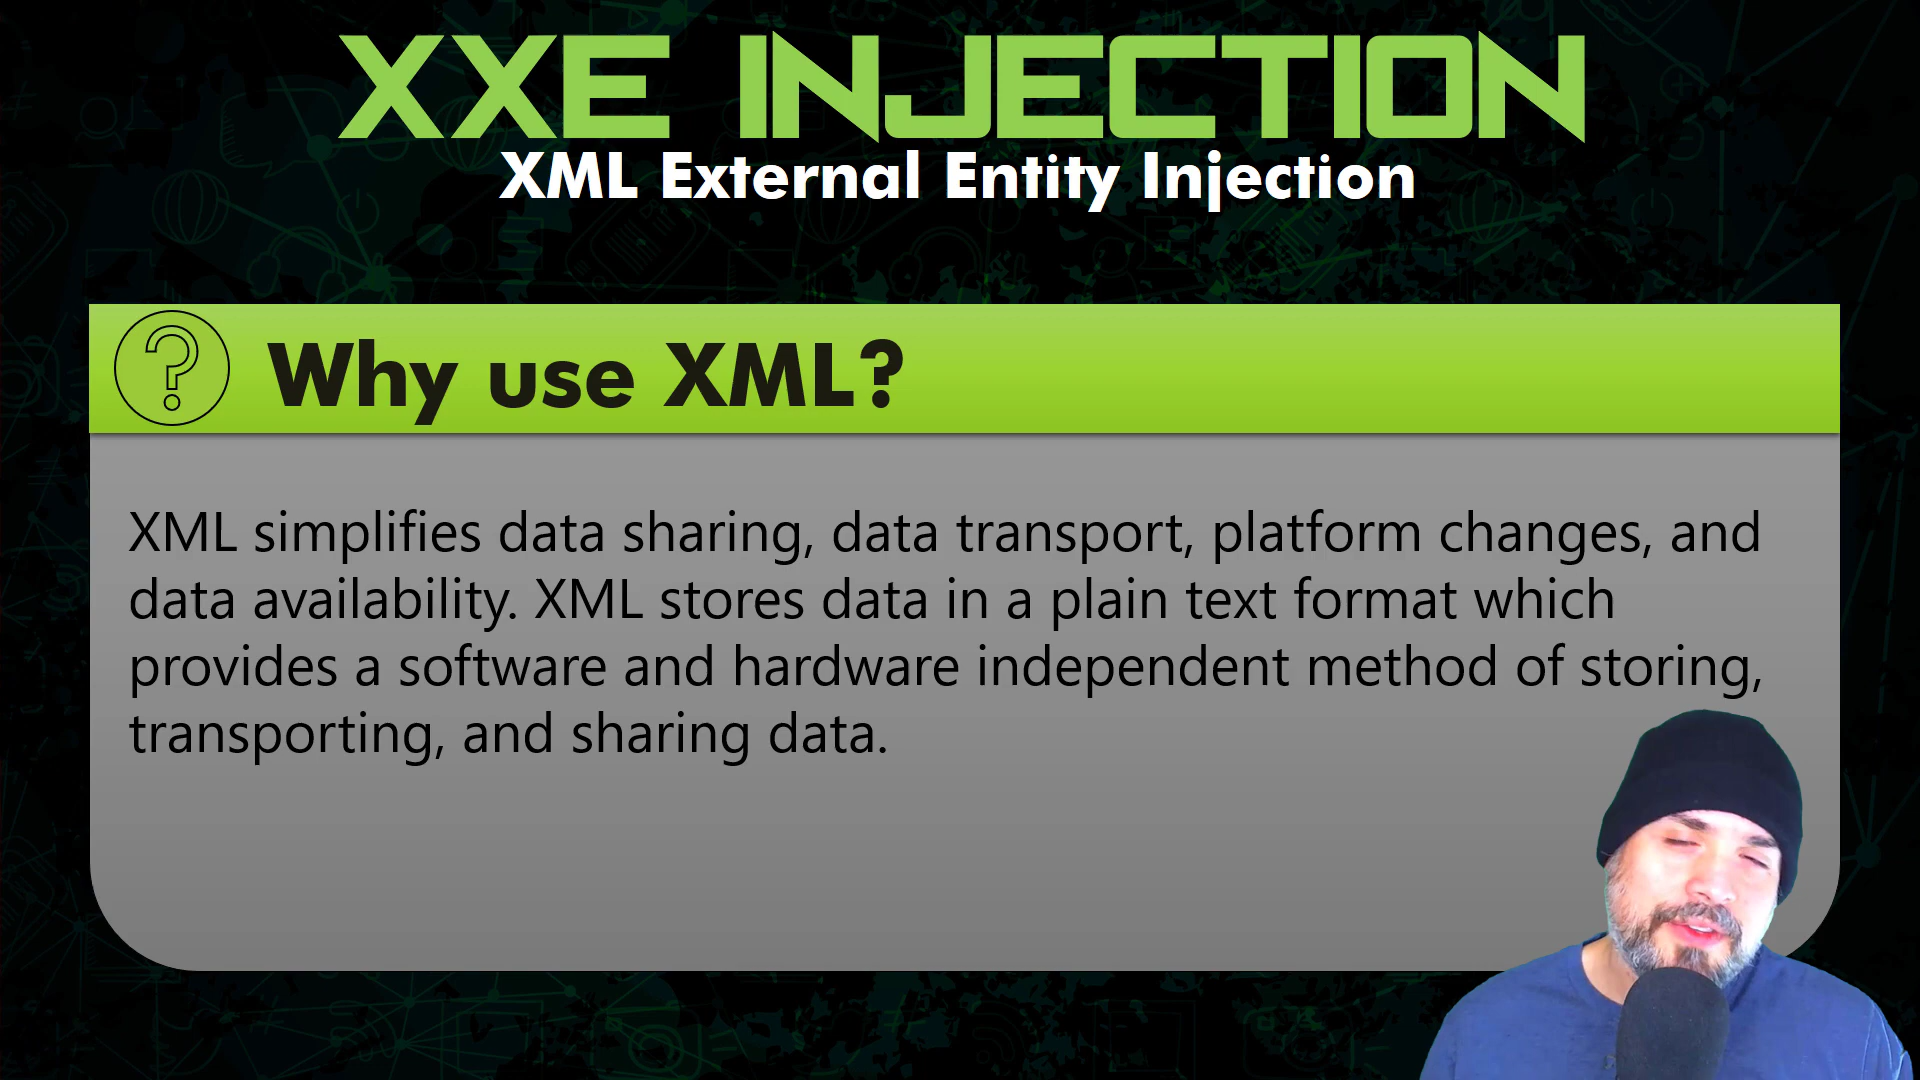 XXE INJECTION
XML External Entity Injection
Why use XML?
XML simplifies data sharing, data transport, platform changes, and
data availability. XML stores data in a plain text format which
provides a software and hardware independent method of storing,
transporting, and sharing data.